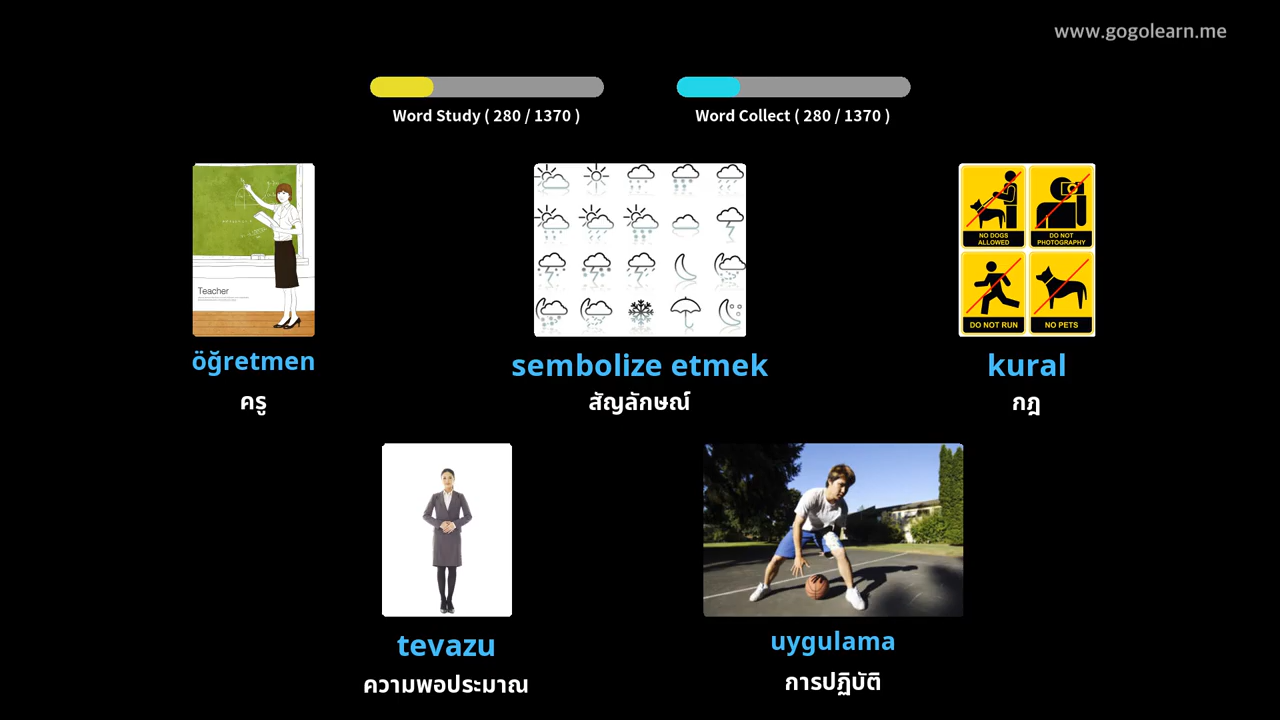 www.gogolearn.me
Word Study ( 280 / 1370 )
Word Collect ( 280 / 1370 )
Teacher
NO DOGS
ALLOWED
DO NOT
PHOTOGRAPHY
DO NOT RUN
NO PETS
öğretmen
sembolize etmek
kural
ครู
สัญลักษณ์
กฎ
tevazu
uygulama
ความพอประมาณ
การปฏิบัติ